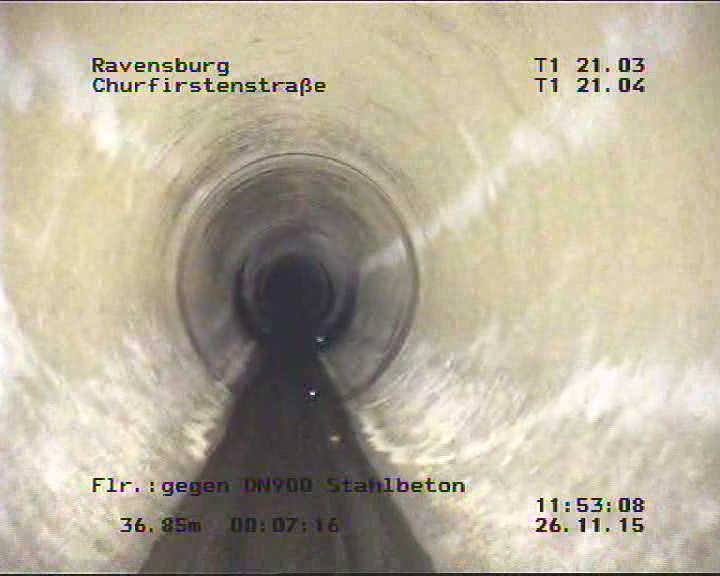 Ravensburg T1 21.03
Churfirstenstraße T1 21.04
Flr.:gegen DN900 Stahlbeton
11:53:08
36.85m 00:07:16 26.11.15